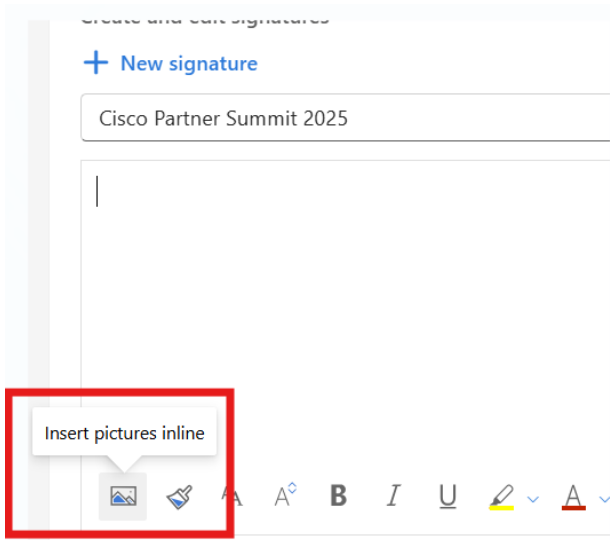 Create and edit signatures
New signature
Cisco Partner Summit 2025
Insert pictures inline
A A B I U A